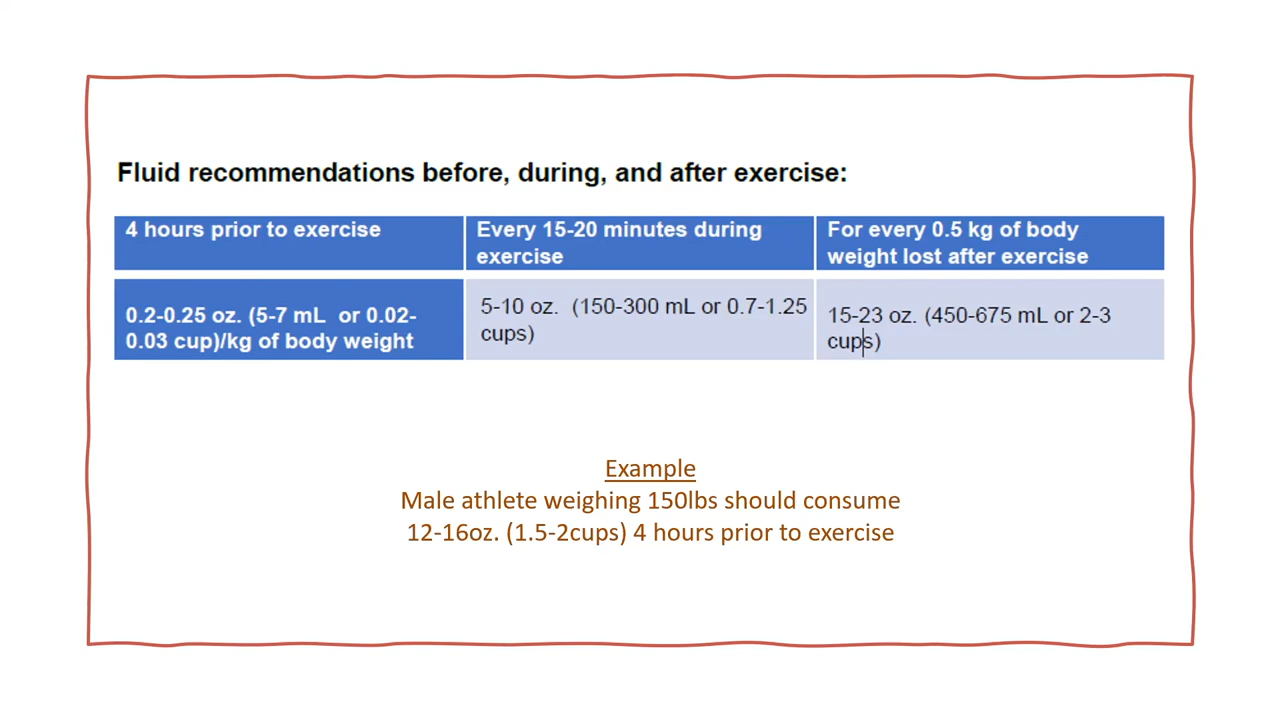 Fluid recommendations before, during, and after exercise:
4 hours prior to exercise
Every 15-20 minutes during
exercise
For every 0.5 kg of body
weight lost after exercise
0.2-0.25 oz. (5-7 mL  or 0.02-
0.03 cup)/kg of body weight
5-10 oz.  (150-300 mL or 0.7-1.25
cups)
15-23 oz. (450-675 mL or 2-3
cups)
Example
Male athlete weighing 150lbs should consume
12-16oz. (1.5-2cups) 4 hours prior to exercise